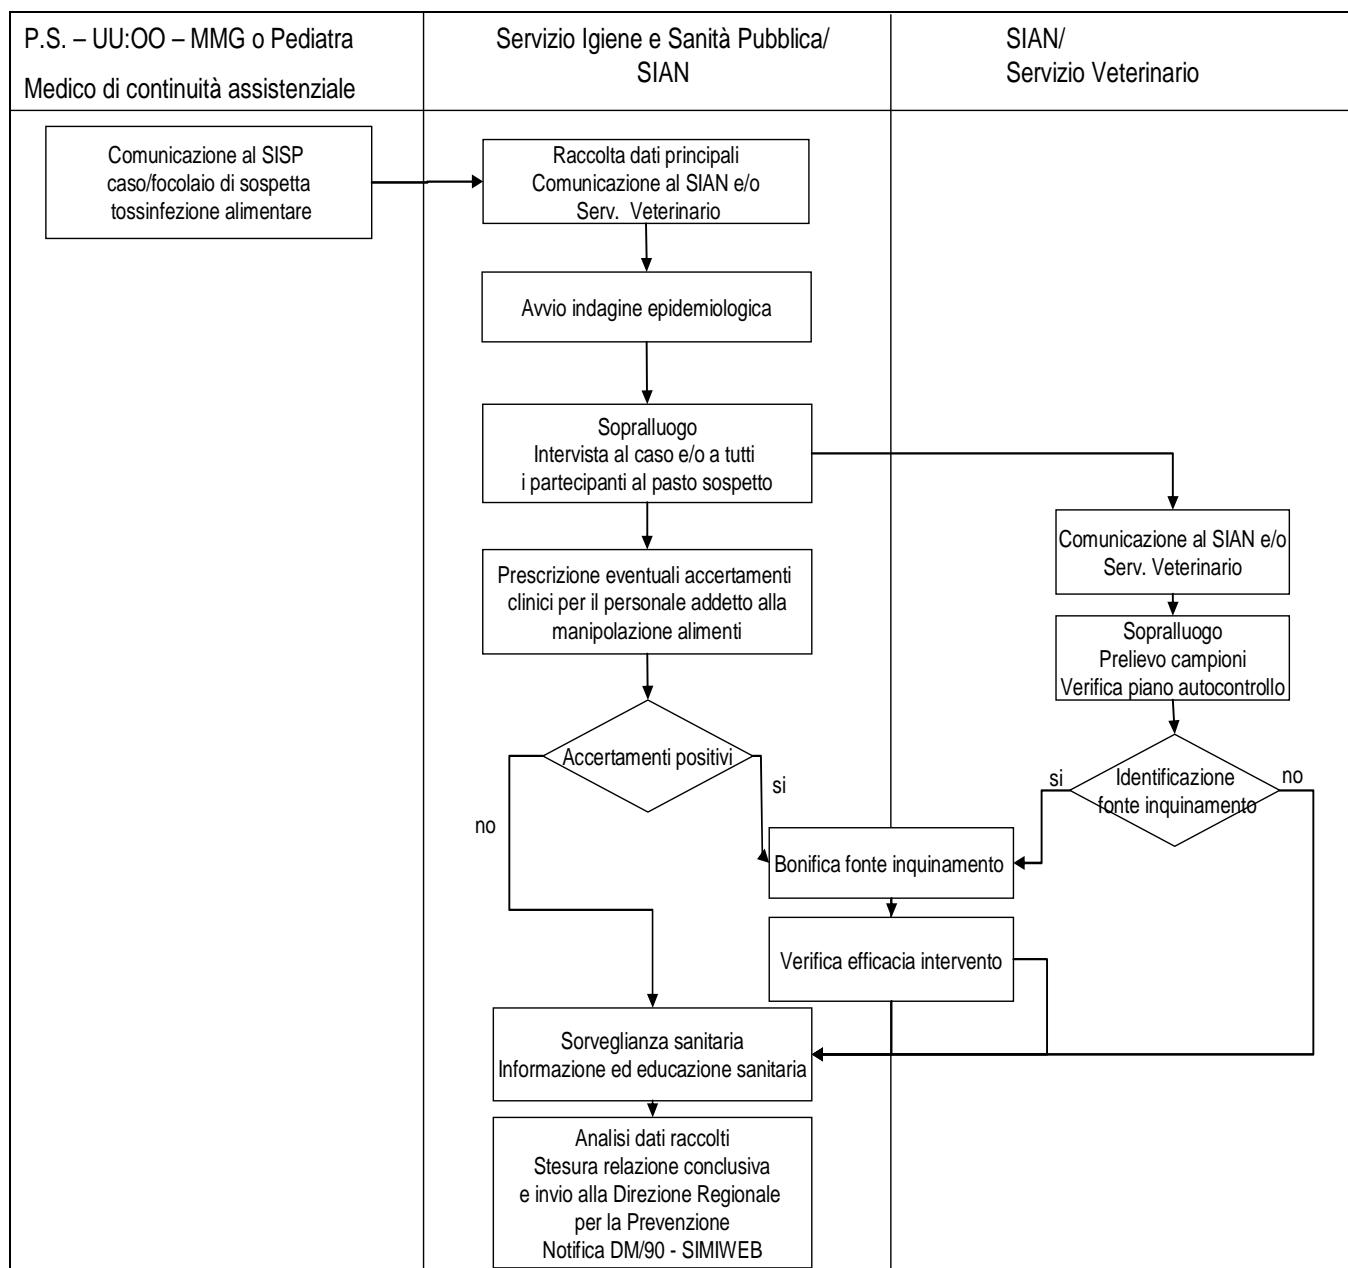 P.S. – UU:OO – MMG o Pediatra
Medico di continuità assistenziale
Servizio Igiene e Sanità Pubblica/
SIAN
SIAN/
Servizio Veterinario
Comunicazione al SISP
caso/focolaio di sospetta
tossinfezione alimentare
Raccolta dati principali
Comunicazione al SIAN e/o
Serv. Veterinario
Avvio indagine epidemiologica
Sopralluogo
Intervista al caso e/o a tutti
i partecipanti al pasto sospetto
Comunicazione al SIAN e/o
Serv. Veterinario
Prescrizione eventuali accertamenti
clinici per il personale addetto alla
manipolazione alimenti
Sopralluogo
Prelievo campioni
Verifica piano autocontrollo
Accertamenti positivi
si
no
Identificazione
fonte inquinamento
si
no
Bonifica fonte inquinamento
Verifica efficacia intervento
Sorveglianza sanitaria
Informazione ed educazione sanitaria
Analisi dati raccolti
Stesura relazione conclusiva
e invio alla Direzione Regionale
per la Prevenzione
Notifica DM/90 - SIMIWEB